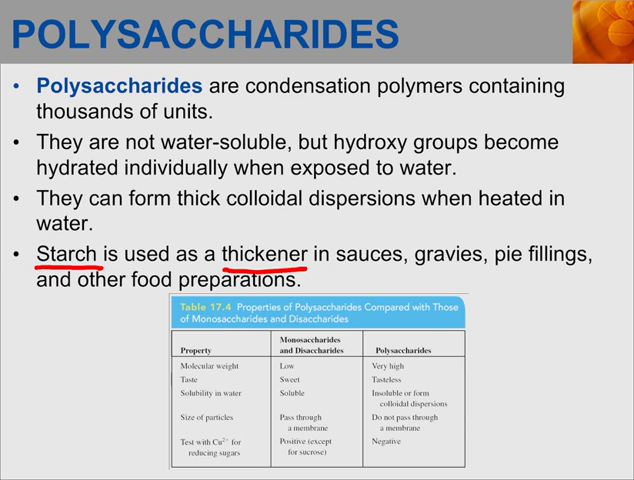 POLYSACCHARIDES
• Polysaccharides are condensation polymers containing
thousands of units.
• They are not water-soluble, but hydroxy groups become
hydrated individually when exposed to water.
• They can form thick colloidal dispersions when heated in
water.
• Starch is used as a thickener in sauces, gravies, pie fillings,
and other food preparations.
Table 17.4 Properties of Polysaccharides Compared with Those
of Monosaccharides and Disaccharides
Monosaccharides
Property and Disaccharides Polysaccharides
Molecular weight Low Very high
Taste Sweet Tasteless
Solubility in water Soluble Insoluble or form
colloidal dispersions
Size of particles Pass through Do not pass through
a membrane a membrane
Test with Cu²⁺ for Positive (except Negative
reducing sugars for sucrose)